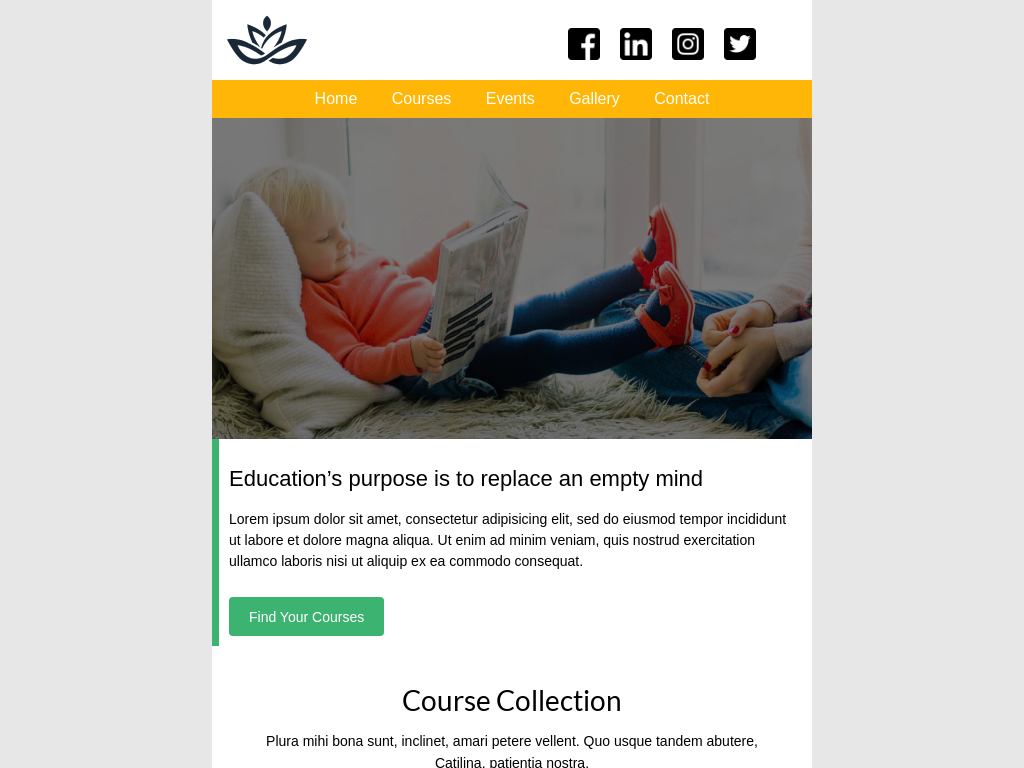 Home Courses Events Gallery Contact
Education’s purpose is to replace an empty mind
Lorem ipsum dolor sit amet, consectetur adipisicing elit, sed do eiusmod tempor incididunt
ut labore et dolore magna aliqua. Ut enim ad minim veniam, quis nostrud exercitation
ullamco laboris nisi ut aliquip ex ea commodo consequat.
Find Your Courses
Course Collection
Plura mihi bona sunt, inclinet, amari petere vellent. Quo usque tandem abutere,
Catilina, patientia nostra.